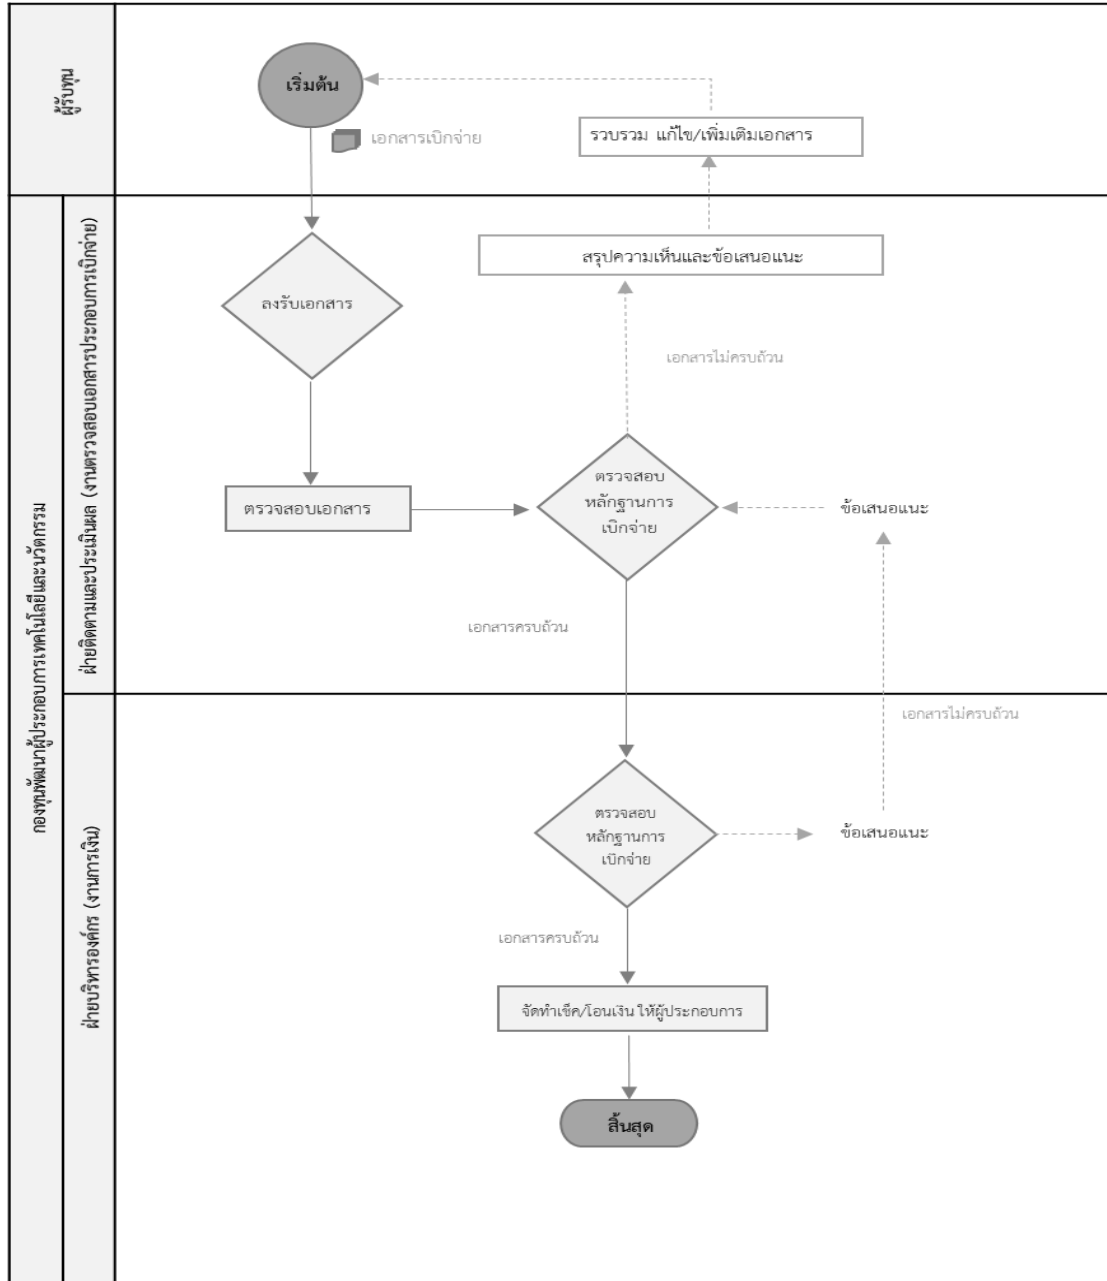 ผู้รับทุน
เริ่มต้น
เอกสารเบิกจ่าย
รวบรวม แก้ไข/เพิ่มเติมเอกสาร
กองทุนพัฒนาผู้ประกอบการเทคโนโลยีและนวัตกรรม
ฝ่ายติดตามและประเมินผล (งานตรวจสอบเอกสารประกอบการเบิกจ่าย)
สรุปความเห็นและข้อเสนอแนะ
ลงรับเอกสาร
เอกสารไม่ครบถ้วน
ตรวจสอบเอกสาร
ตรวจสอบ
หลักฐานการ
เบิกจ่าย
ข้อเสนอแนะ
เอกสารครบถ้วน
ฝ่ายบริหารองค์กร (งานการเงิน)
เอกสารไม่ครบถ้วน
ตรวจสอบ
หลักฐานการ
เบิกจ่าย
ข้อเสนอแนะ
เอกสารครบถ้วน
จัดทำเช็ค/โอนเงิน ให้ผู้ประกอบการ
สิ้นสุด